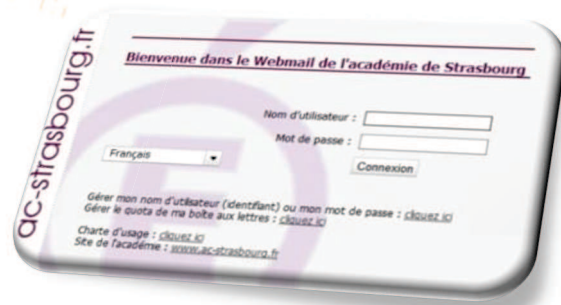 ac-strasbourg.fr
Bienvenue dans le Webmail de l'académie de Strasbourg
Nom d'utilisateur :
Mot de passe :
Français
Connexion
Gérer mon nom d'utilsateur (identifiant) ou mon mot de passe : cliquez ici
Gérer le quota de ma boîte aux lettres : cliquez ici
Charte d'usage : cliquez ici
Site de l'académie : www.ac-strasbourg.fr